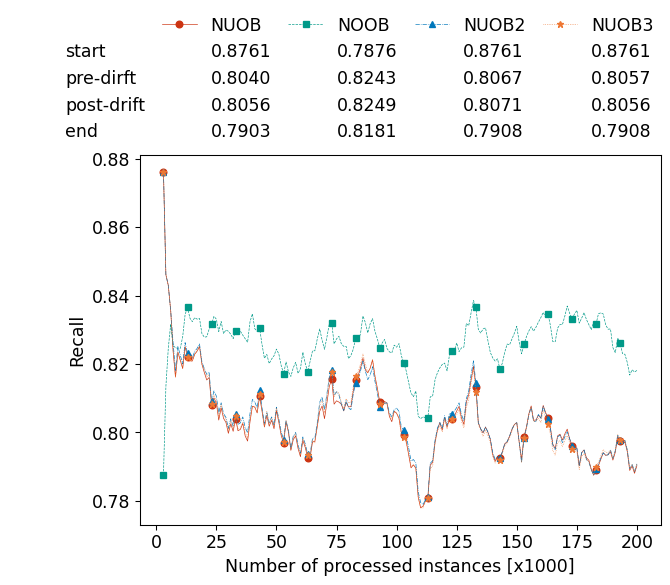 NUOB NOOB NUOB2 NUOB3
start 0.8761 0.7876 0.8761 0.8761
pre-dirft 0.8040 0.8243 0.8067 0.8057
post-drift 0.8056 0.8249 0.8071 0.8056
end 0.7903 0.8181 0.7908 0.7908
0.88
0.86
0.84
0.82
0.80
0.78
Recall
0 25 50 75 100 125 150 175 200
Number of processed instances [x1000]